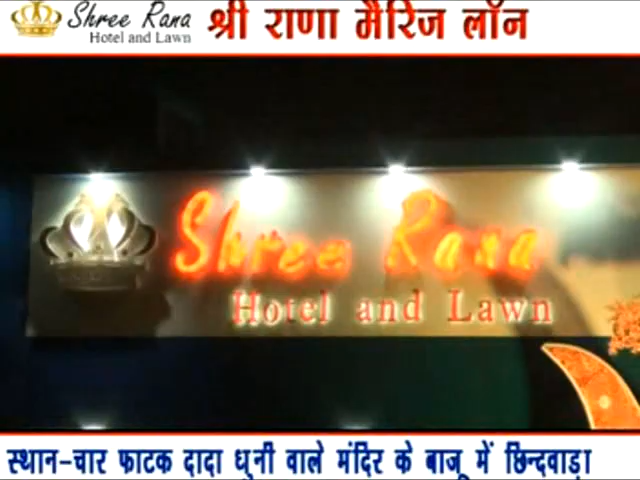 Shree Rana श्री राणा मैरिज लॉन
Hotel and Lawn
Shree Rana
Hotel and Lawn
स्थान-चार फाटक दादा धुनी वाले मंदिर के बाजू में छिन्दवाड़ा